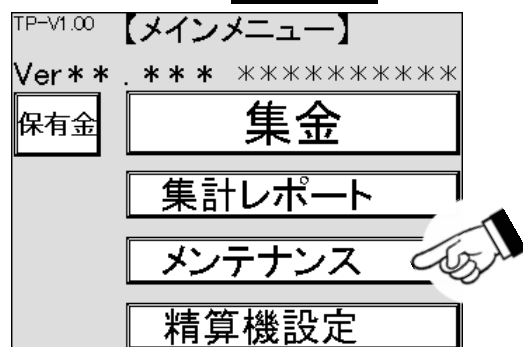 TP-V1.00 【メインメニュー】
Ver**.*** **********
保有金
集金
集計レポート
メンテナンス
精算機設定